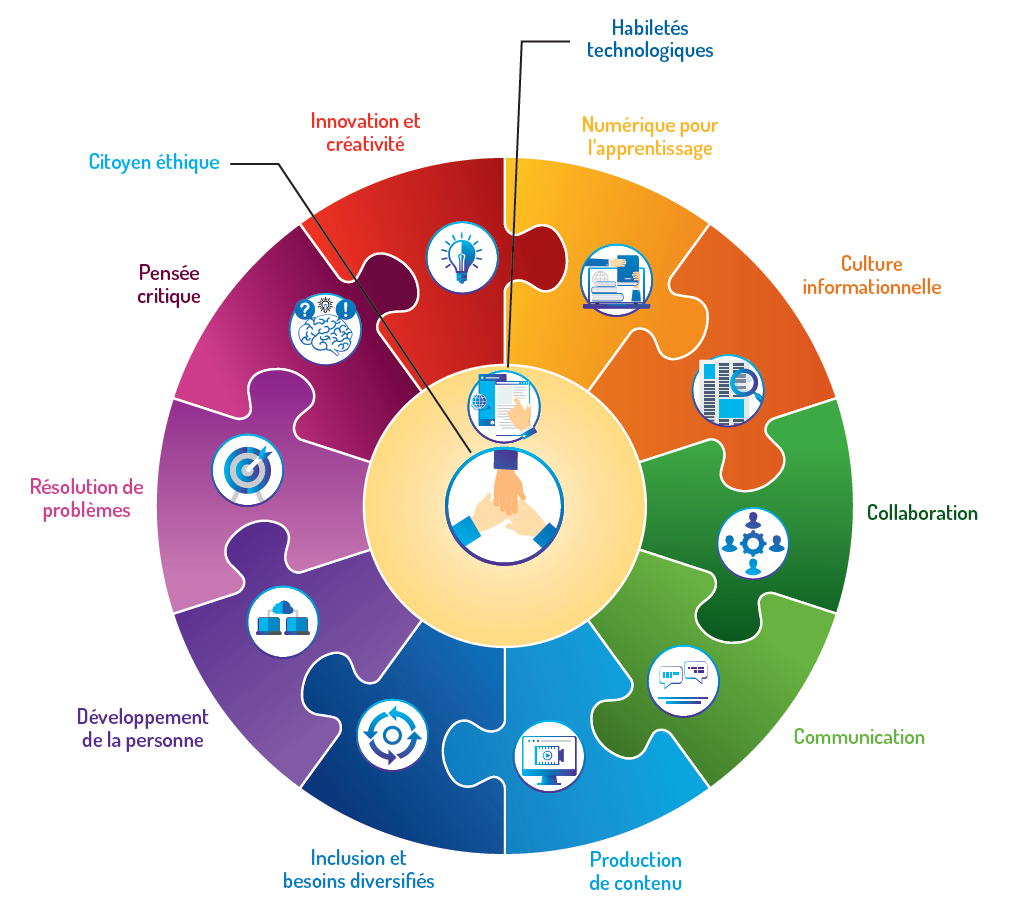 Habiletés
technologiques
Innovation et
créativité
Numérique pour
l'apprentissage
Citoyen éthique
Pensée
critique
Culture
informationnelle
? !
Résolution de
problèmes
Collaboration
Développement
de la personne
Communication
Inclusion et
besoins diversifiés
Production
de contenu